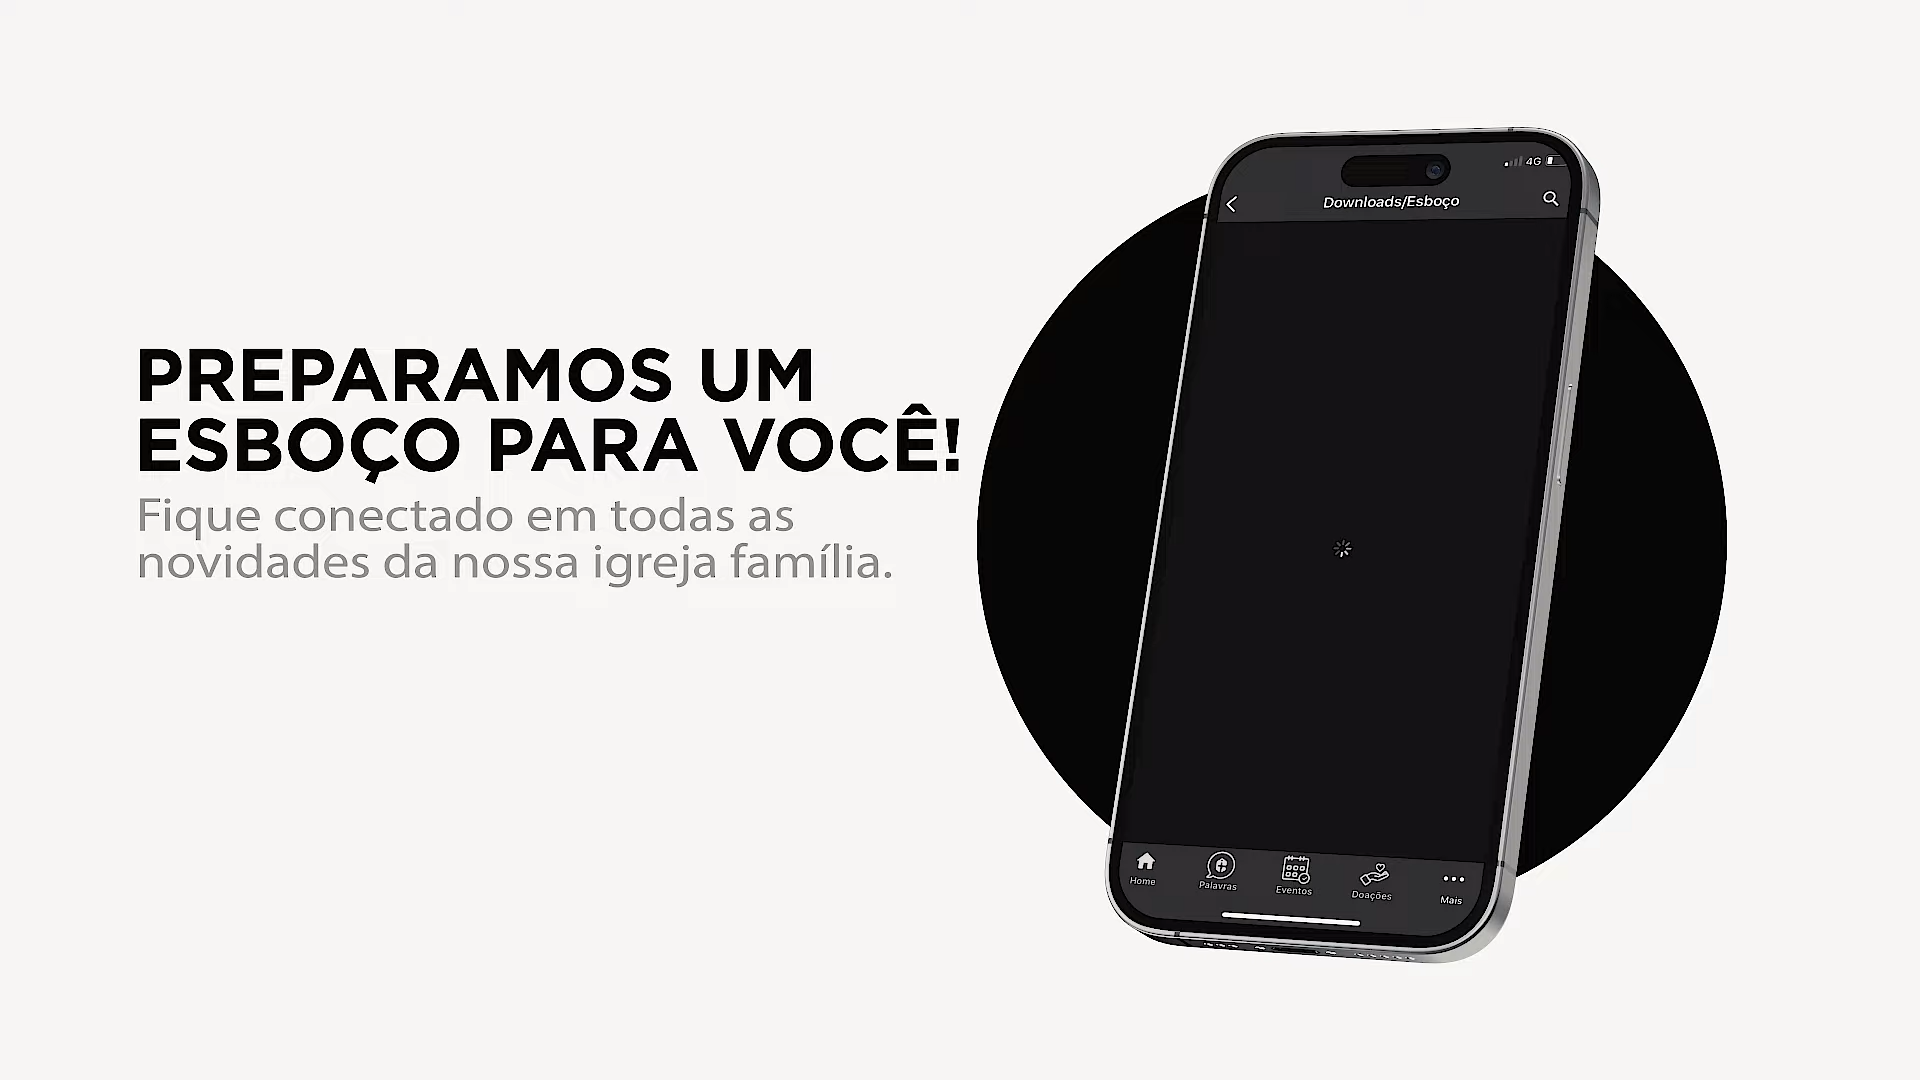 PREPARAMOS UM
ESBOÇO PARA VOCÊ!
Fique conectado em todas as
novidades da nossa igreja família.
4G
Downloads/Esboço
Home
Palavras
Eventos
Doações
Mais